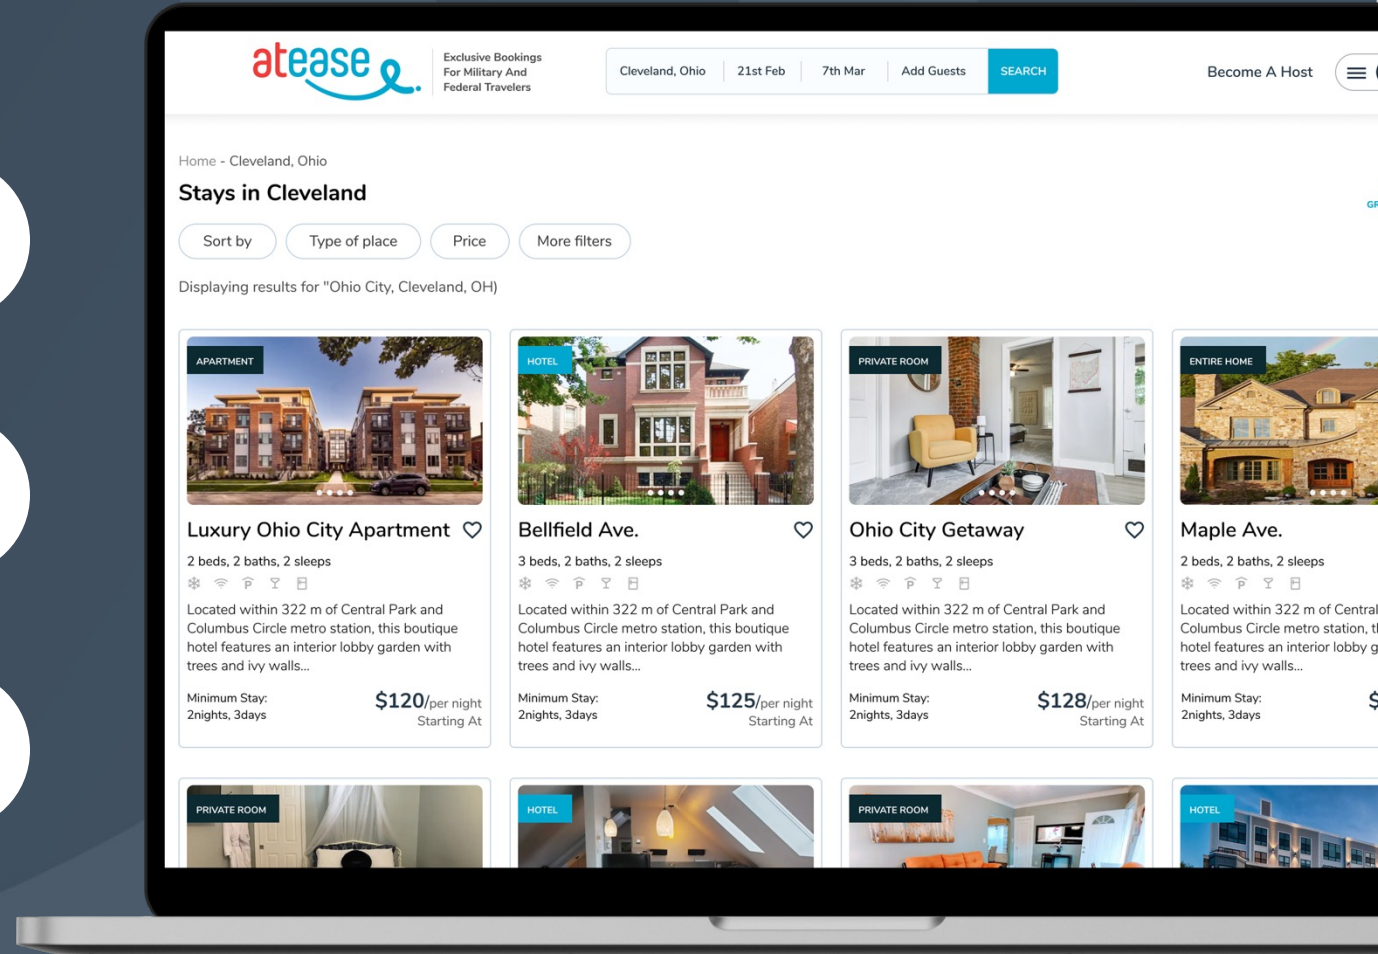 atease
Exclusive Bookings
For Military And
Federal Travelers
Cleveland, Ohio
21st Feb
7th Mar
Add Guests
SEARCH
Become A Host
Home - Cleveland, Ohio
Stays in Cleveland
GR
Sort by
Type of place
Price
More filters
Displaying results for "Ohio City, Cleveland, OH)
APARTMENT
Luxury Ohio City Apartment
2 beds, 2 baths, 2 sleeps
P
Located within 322 m of Central Park and
Columbus Circle metro station, this boutique
hotel features an interior lobby garden with
trees and ivy walls...
Minimum Stay:
2nights, 3days
$120/per night
Starting At
HOTEL
Bellfield Ave.
3 beds, 2 baths, 2 sleeps
P
Located within 322 m of Central Park and
Columbus Circle metro station, this boutique
hotel features an interior lobby garden with
trees and ivy walls...
Minimum Stay:
2nights, 3days
$125/per night
Starting At
PRIVATE ROOM
Ohio City Getaway
3 beds, 2 baths, 2 sleeps
P
Located within 322 m of Central Park and
Columbus Circle metro station, this boutique
hotel features an interior lobby garden with
trees and ivy walls...
Minimum Stay:
2nights, 3days
$128/per night
Starting At
ENTIRE HOME
Maple Ave.
2 beds, 2 baths, 2 sleeps
P
Located within 322 m of Central
Columbus Circle metro station, t
hotel features an interior lobby g
trees and ivy walls...
Minimum Stay:
2nights, 3days
$
PRIVATE ROOM
HOTEL
PRIVATE ROOM
HOTEL